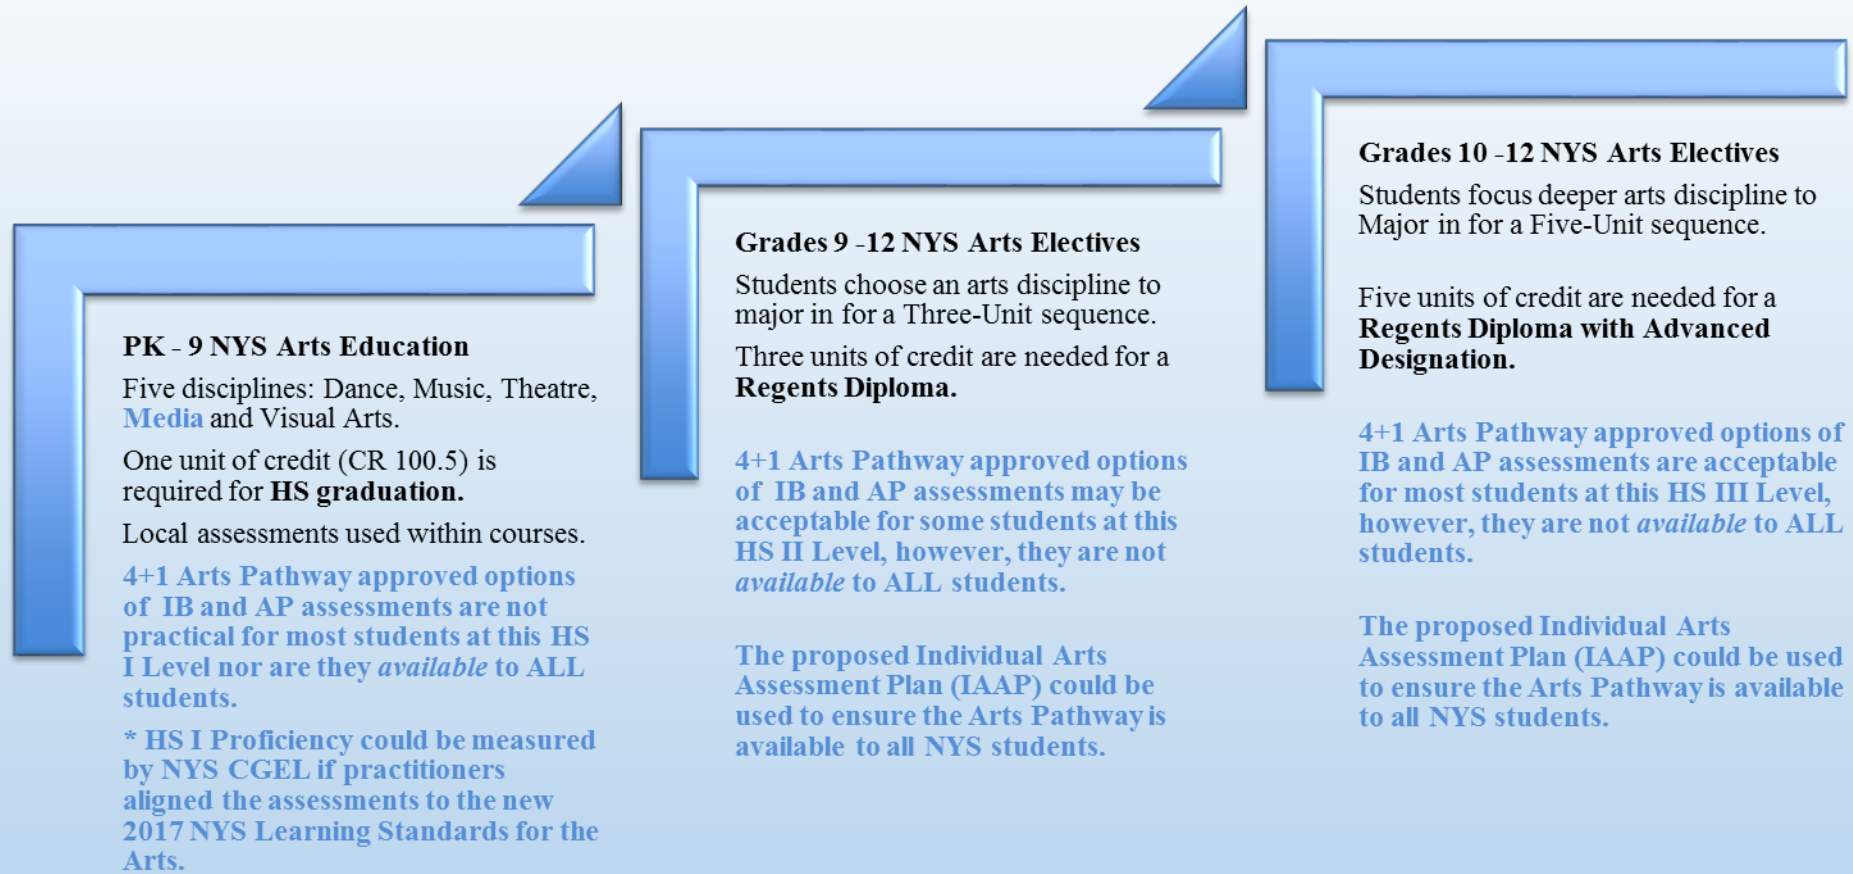 PK - 9 NYS Arts Education
Five disciplines: Dance, Music, Theatre,
Media and Visual Arts.
One unit of credit (CR 100.5) is
required for HS graduation.
Local assessments used within courses.
4+1 Arts Pathway approved options
of IB and AP assessments are not
practical for most students at this HS
I Level nor are they available to ALL
students.
* HS I Proficiency could be measured
by NYS CGEL if practitioners
aligned the assessments to the new
2017 NYS Learning Standards for the
Arts.
Grades 9 -12 NYS Arts Electives
Students choose an arts discipline to
major in for a Three-Unit sequence.
Three units of credit are needed for a
Regents Diploma.
4+1 Arts Pathway approved options
of IB and AP assessments may be
acceptable for some students at this
HS II Level, however, they are not
available to ALL students.
The proposed Individual Arts
Assessment Plan (IAAP) could be
used to ensure the Arts Pathway is
available to all NYS students.
Grades 10 -12 NYS Arts Electives
Students focus deeper arts discipline to
Major in for a Five-Unit sequence.
Five units of credit are needed for a
Regents Diploma with Advanced
Designation.
4+1 Arts Pathway approved options of
IB and AP assessments are acceptable
for most students at this HS III Level,
however, they are not available to ALL
students.
The proposed Individual Arts
Assessment Plan (IAAP) could be used
to ensure the Arts Pathway is available
to all NYS students.